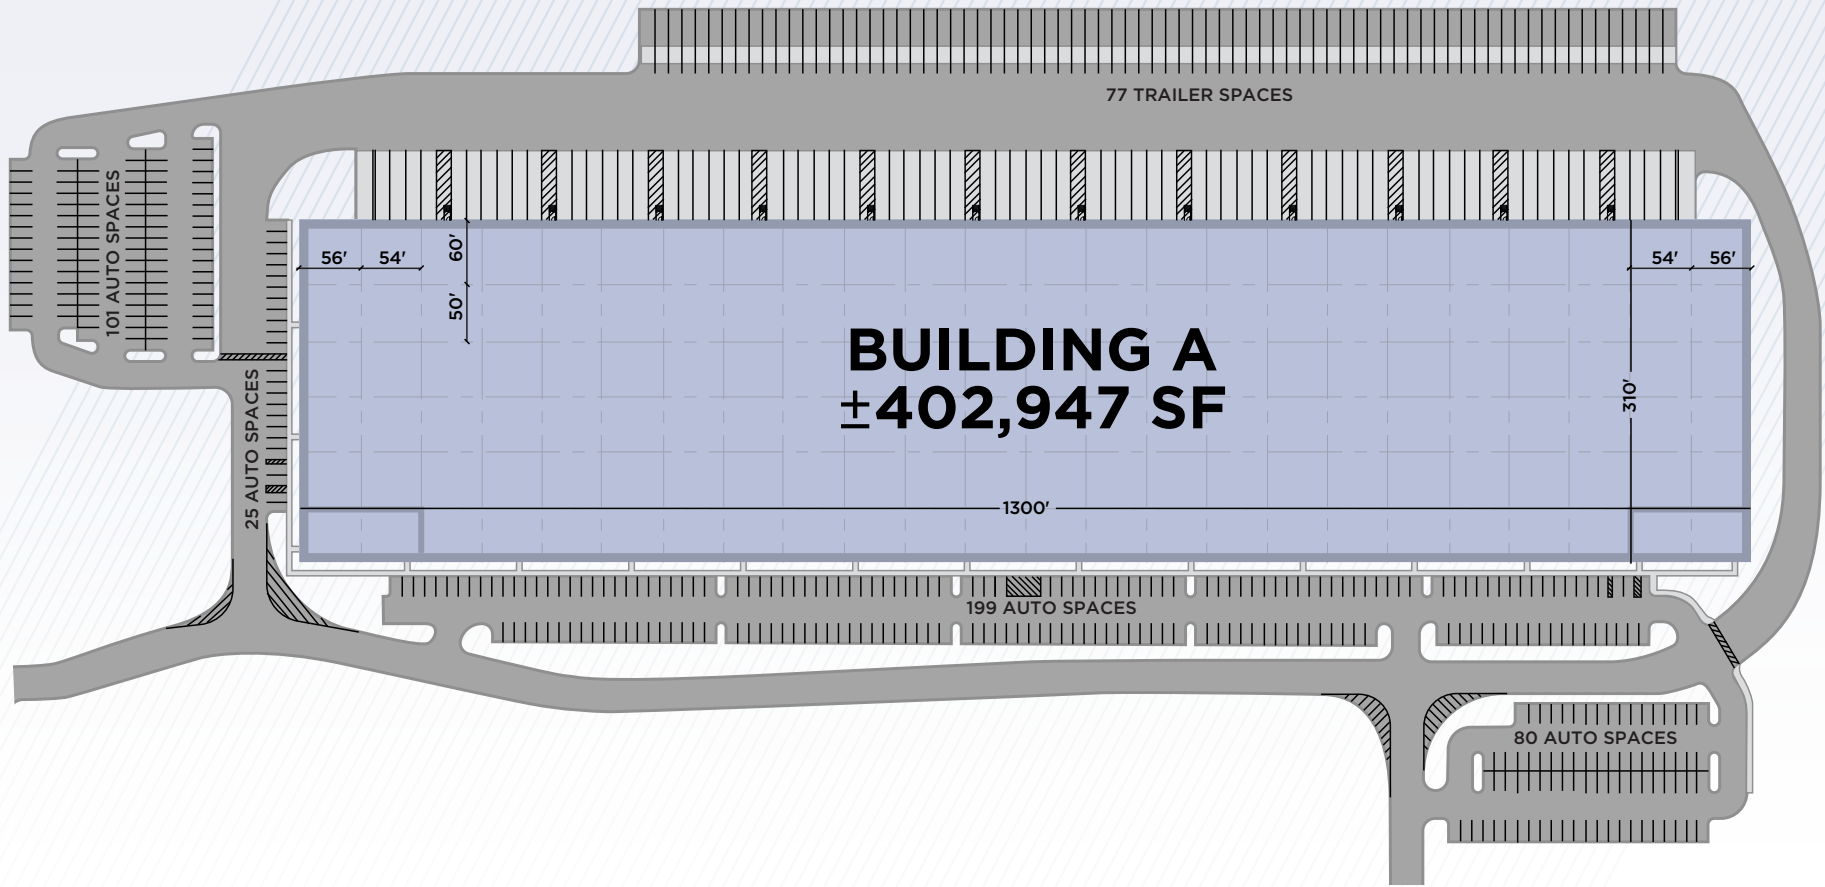 77 TRAILER SPACES
101 AUTO SPACES
56'
54'
60'
50'
54'
56'
BUILDING A
±402,947 SF
310'
25 AUTO SPACES
1300'
199 AUTO SPACES
80 AUTO SPACES